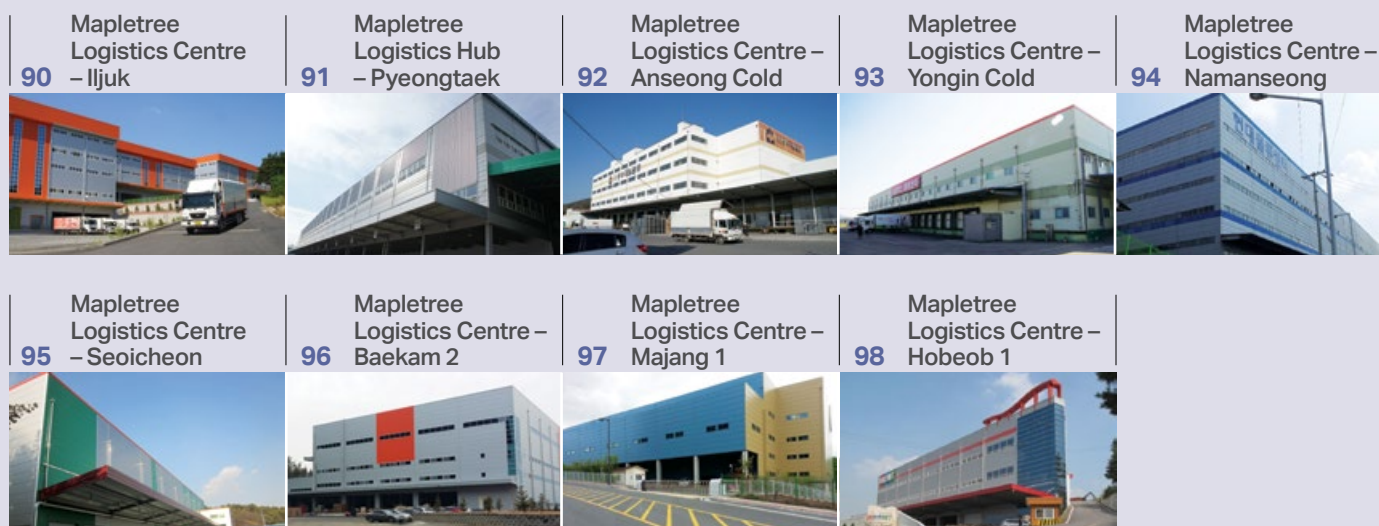 Mapletree
Logistics Centre
90 – Iljuk
Mapletree
Logistics Hub
91 – Pyeongtaek
Mapletree
Logistics Centre –
92 Anseong Cold
Mapletree
Logistics Centre –
93 Yongin Cold
Mapletree
Logistics Centre –
94 Namanseong
Mapletree
Logistics Centre
95 – Seoicheon
Mapletree
Logistics Centre –
96 Baekam 2
Mapletree
Logistics Centre –
97 Majang 1
Mapletree
Logistics Centre –
98 Hobeob 1